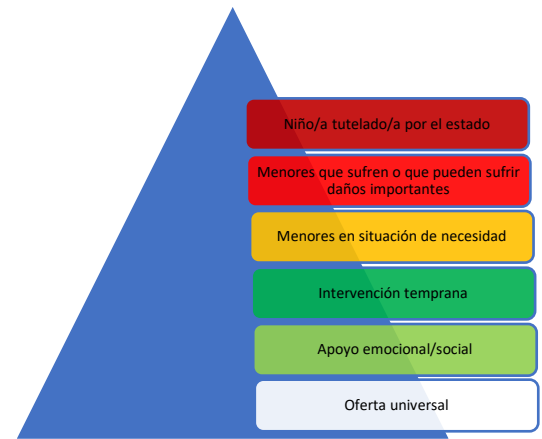 Niño/a tutelado/a por el estado
Menores que sufren o que pueden sufrir
daños importantes
Menores en situación de necesidad
Intervención temprana
Apoyo emocional/social
Oferta universal